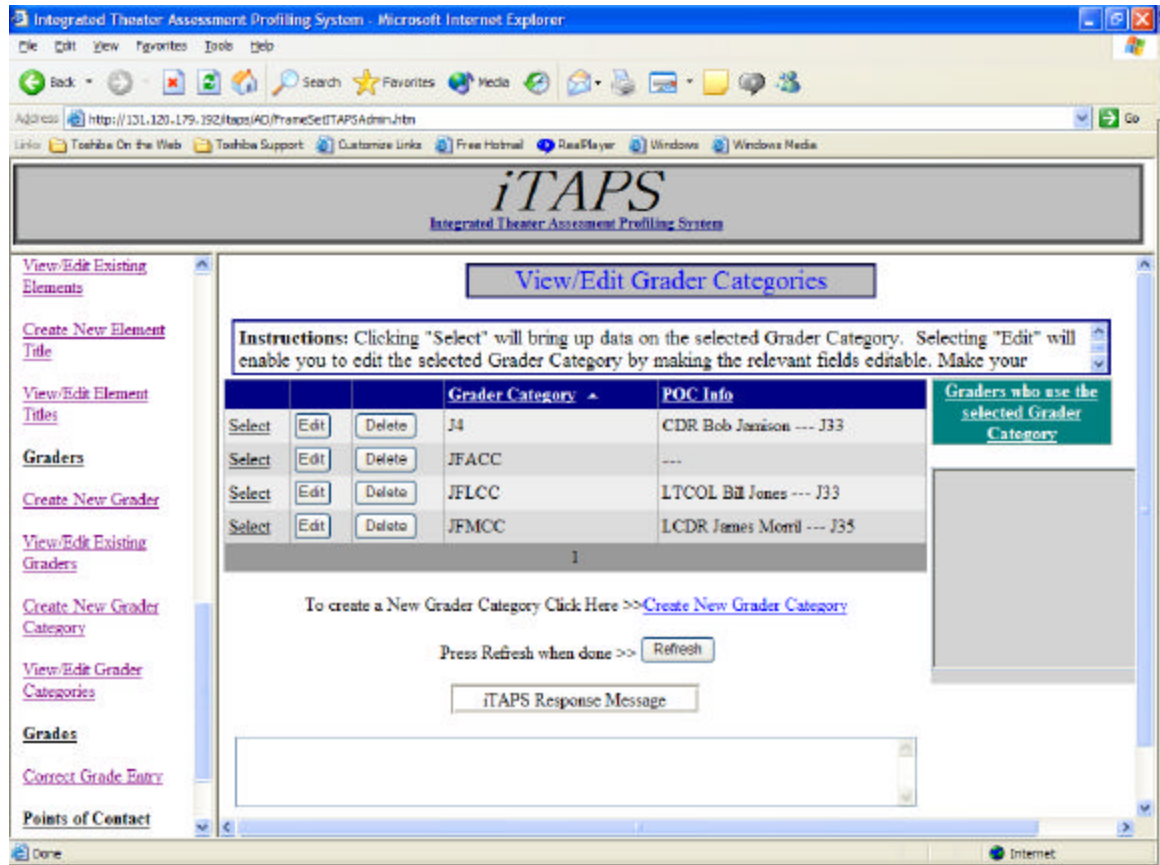 Integrated Theater Assessment Profiling System - Microsoft Internet Explorer
File Edit View Favorites Tools Help
Back Search Favorites Media
Address http://131.120.179.192/itaps/AD/FrameSetITAPSAdmin.htm Go
Links Toshiba On the Web Toshiba Support Customize Links Free Hotmail RealPlayer Windows Windows Media
iTAPS
Integrated Theater Assesment Profiling System
View/Edit Existing
Elements
Create New Element
Title
View/Edit Element
Titles
Graders
Create New Grader
View/Edit Existing
Graders
Create New Grader
Category
View/Edit Grader
Categories
Grades
Correct Grade Entry
Points of Contact
View/Edit Grader Categories
Instructions: Clicking "Select" will bring up data on the selected Grader Category. Selecting "Edit" will
enable you to edit the selected Grader Category by making the relevant fields editable. Make your
Grader Category POC Info
Select Edit Delete J4 CDR Bob Jamison --- J33
Select Edit Delete JFACC ---
Select Edit Delete JFLCC LTCOL Bill Jones --- J33
Select Edit Delete JFMCC LCDR James Morril --- J35
1
Graders who use the
selected Grader
Category
To create a New Grader Category Click Here >>Create New Grader Category
Press Refresh when done >> Refresh
iTAPS Response Message
Done Internet